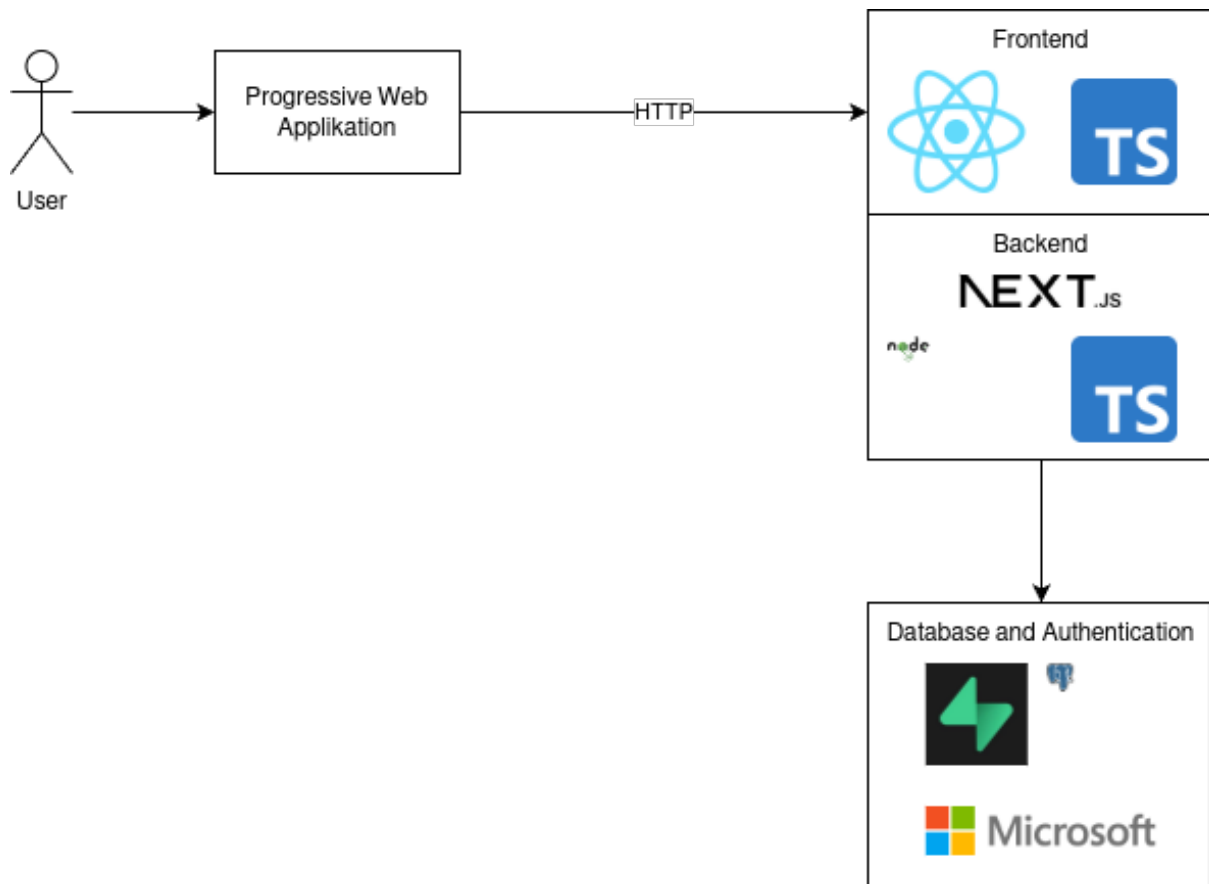 User
Progressive Web
Applikation
HTTP
Frontend
TS
Backend
NEXT.JS
node
TS
Database and Authentication
Microsoft